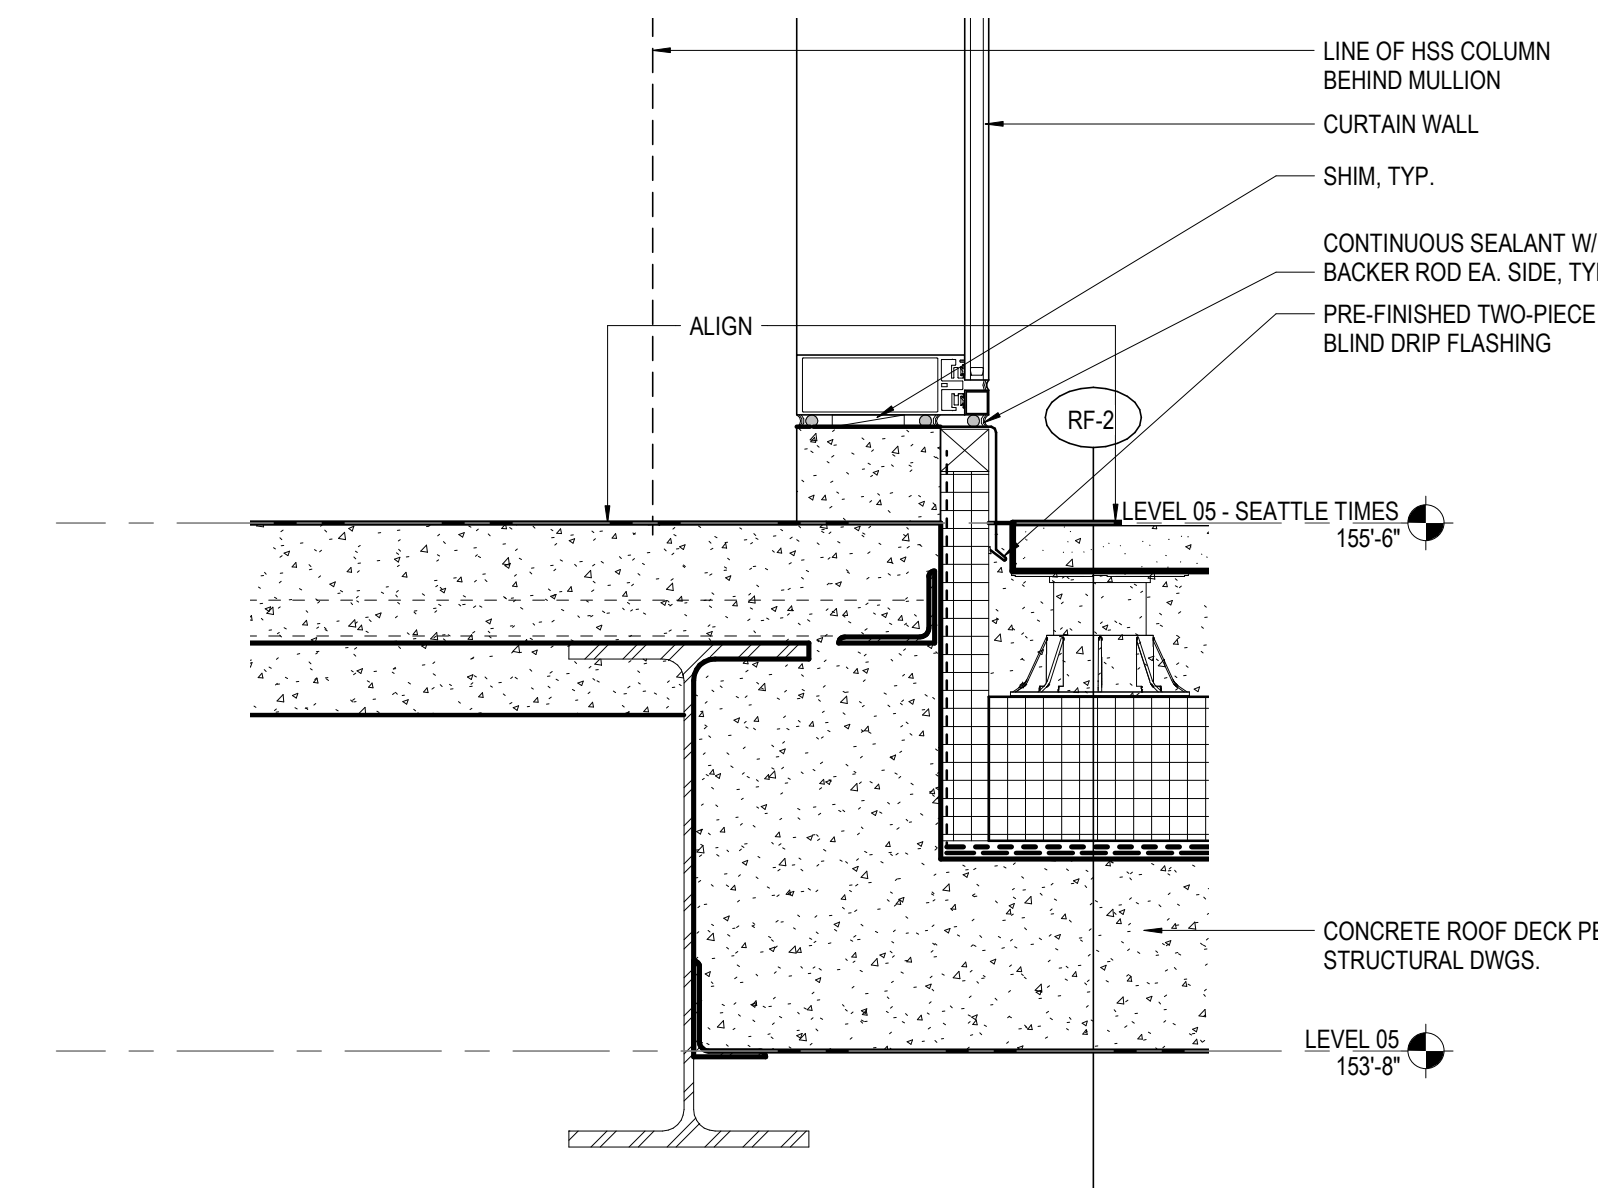 LINE OF HSS COLUMN
BEHIND MULLION
CURTAIN WALL
SHIM, TYP.
CONTINUOUS SEALANT W/
BACKER ROD EA. SIDE,
PRE-FINISHED TWO-PIECE
BLIND DRIP FLASHING
ALIGN
RF-2
LEVEL 05 - SEATTLE TIMES
155'-6"
CONCRETE ROOF DECK
STRUCTURAL DWGS.
LEVEL 05
153'-8"